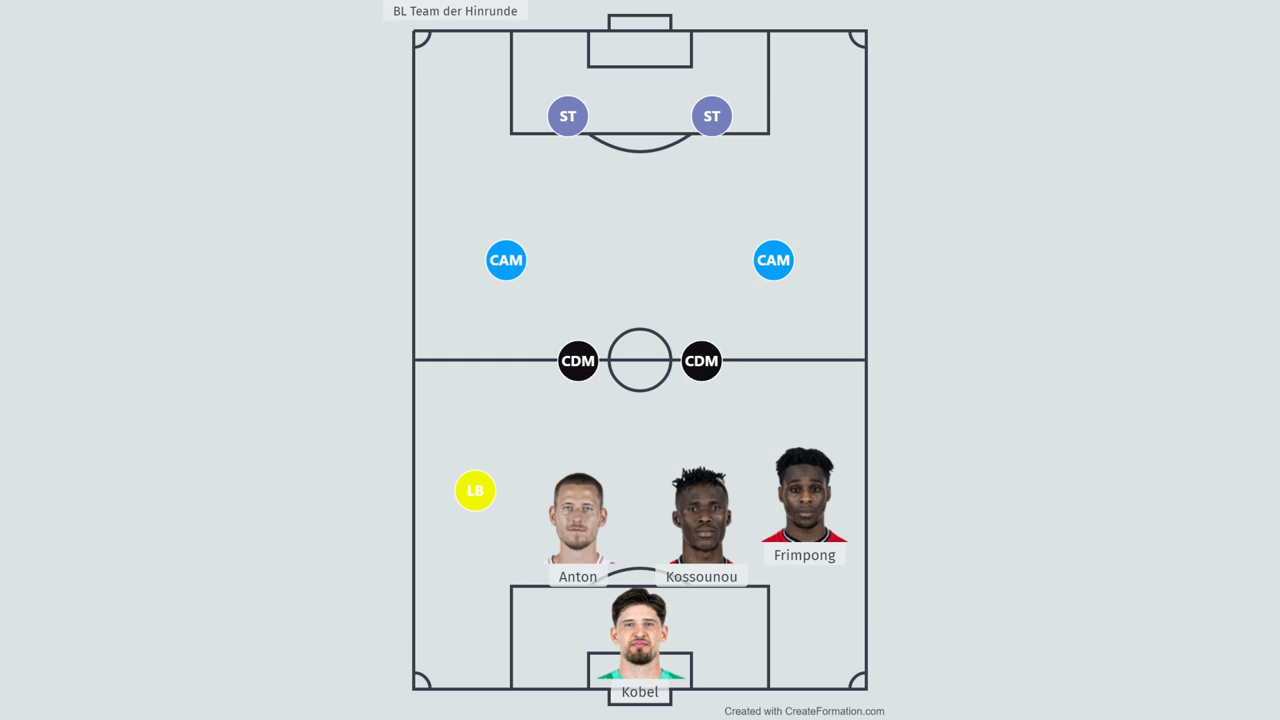 BL Team der Hinrunde
ST ST
CAM CAM
CDM CDM
LB
Frimpong
Anton Kossounou
Kobel
Created with CreateFormation.com